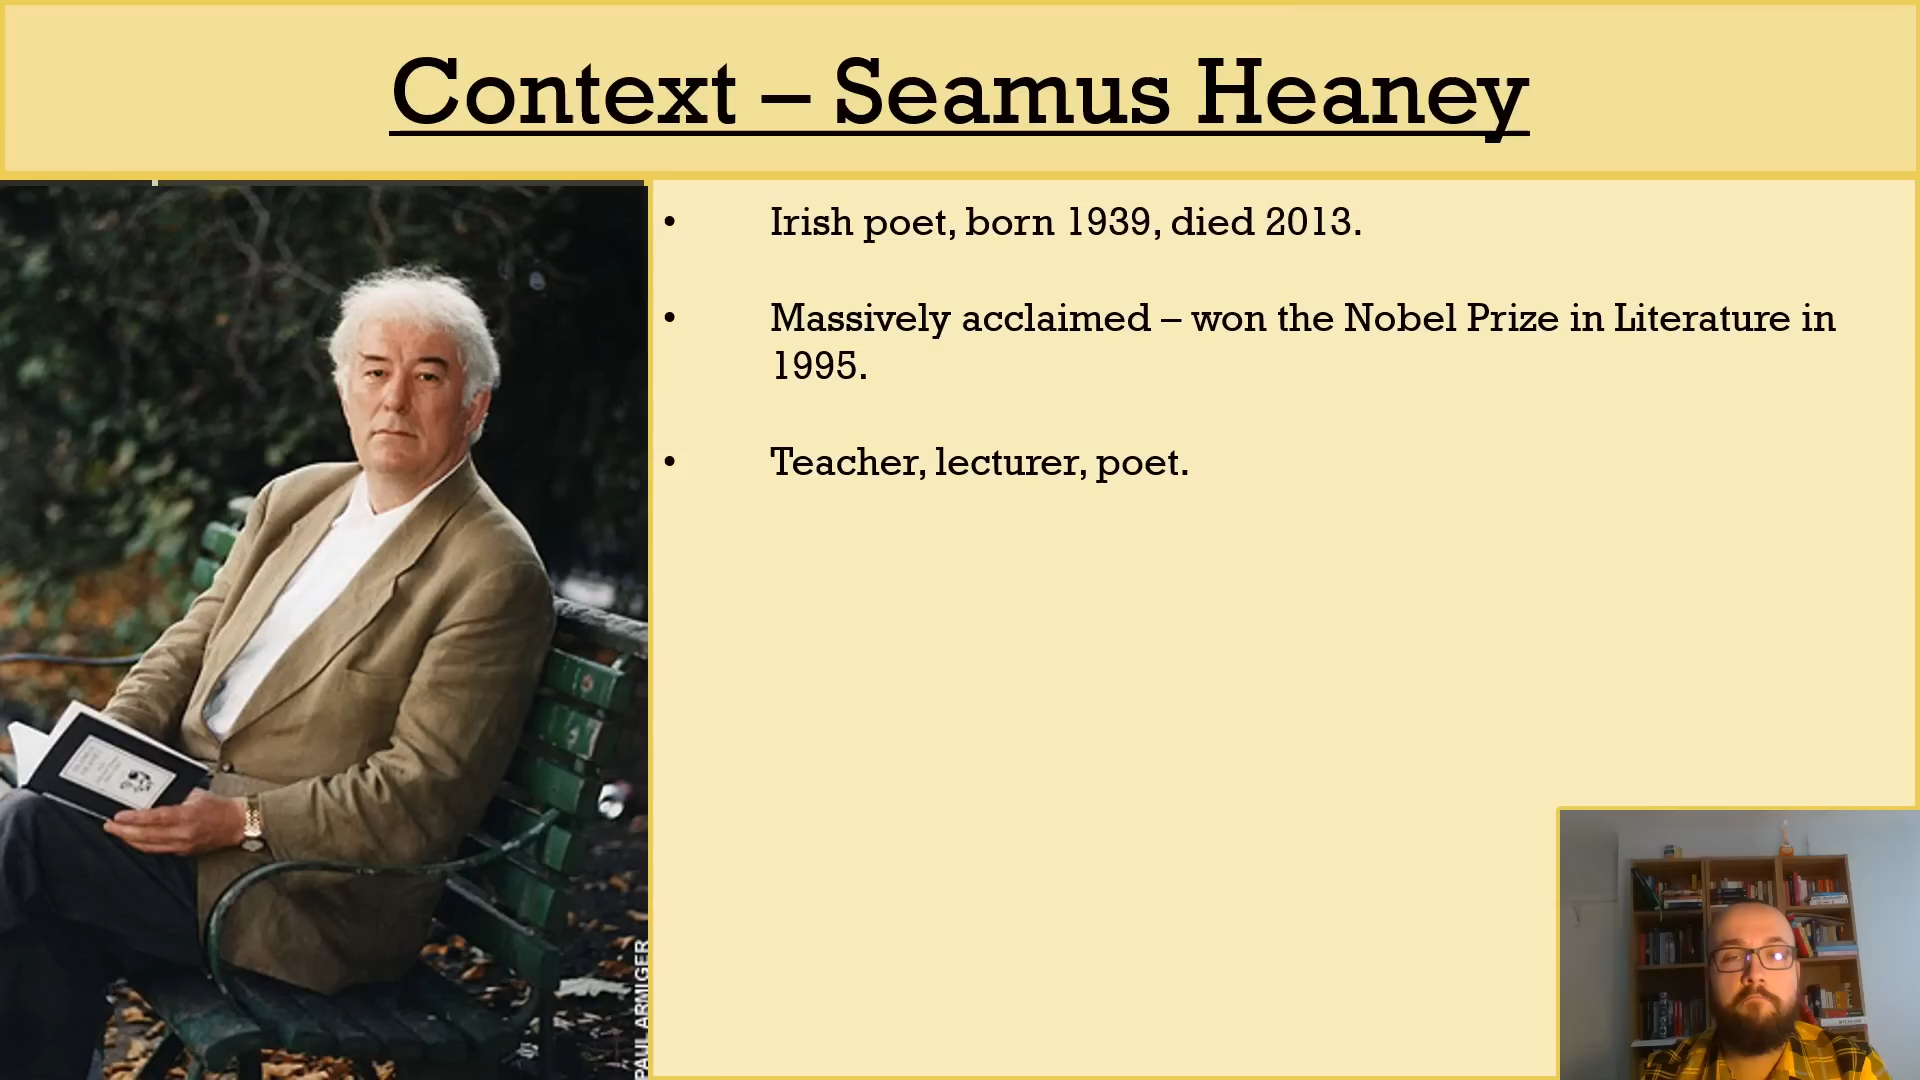 Context – Seamus Heaney
• Irish poet, born 1939, died 2013.
• Massively acclaimed – won the Nobel Prize in Literature in
1995.
• Teacher, lecturer, poet.
PAUL ARNIGER